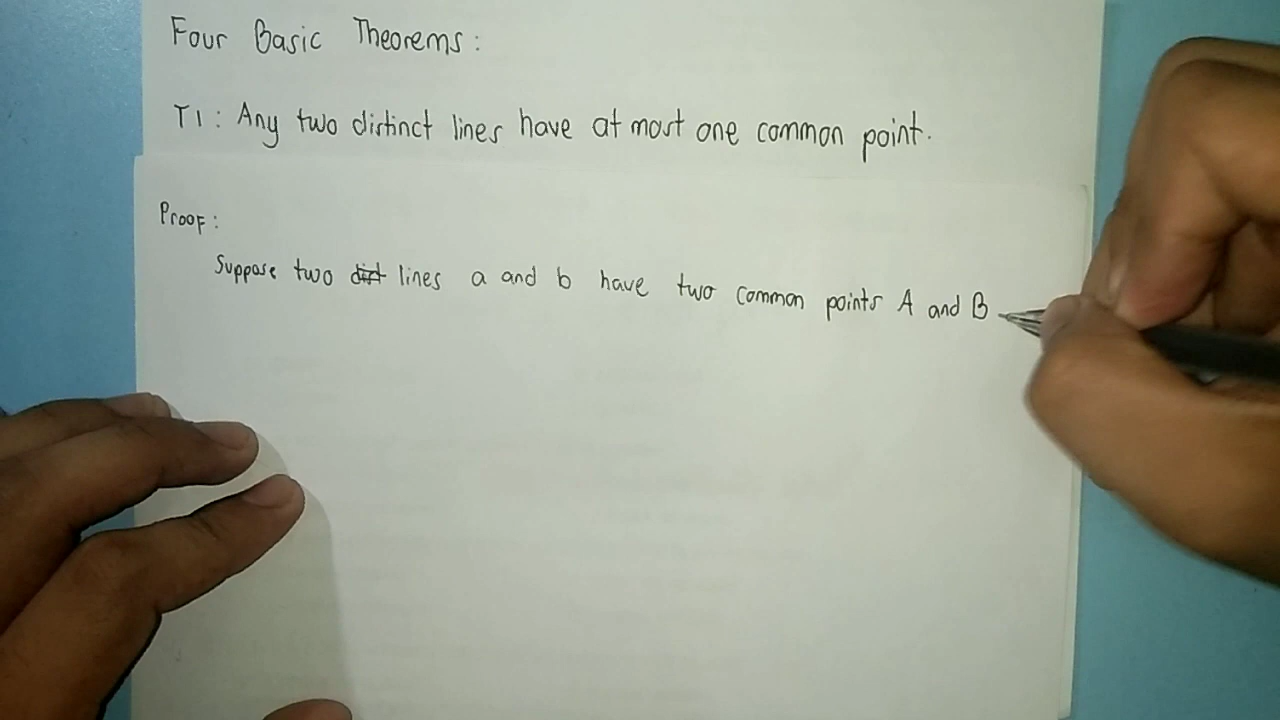 Four Basic Theorems:
T1: Any two distinct lines have at most one common point.
Proof:
Suppose two dist lines a and b have two common points A and B